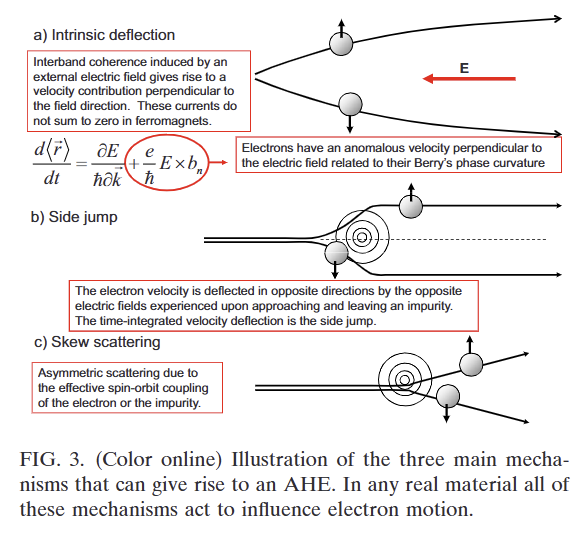 a) Intrinsic deflection
Interband coherence induced by an
external electric field gives rise to a
velocity contribution perpendicular to
the field direction.  These currents do
not sum to zero in ferromagnets.
E
d⟨r⃗⟩/dt = ∂E/ħ∂k⃗ + e/ħ E × bₙ
Electrons have an anomalous velocity perpendicular to
the electric field related to their Berry's phase curvature
b) Side jump
The electron velocity is deflected in opposite directions by the opposite
electric fields experienced upon approaching and leaving an impurity.
The time-integrated velocity deflection is the side jump.
c) Skew scattering
Asymmetric scattering due to
the effective spin-orbit coupling
of the electron or the impurity.
FIG. 3. (Color online) Illustration of the three main mecha-
nisms that can give rise to an AHE. In any real material all of
these mechanisms act to influence electron motion.